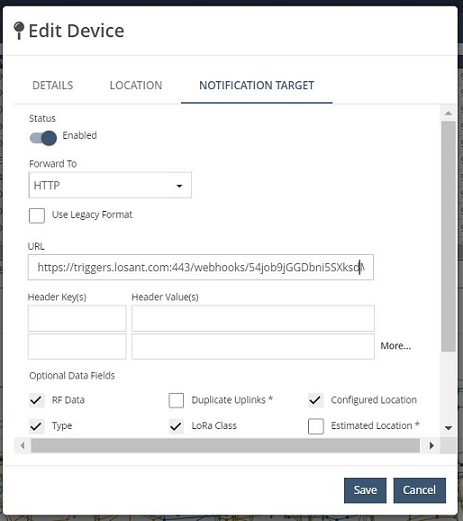 Edit Device
DETAILS LOCATION NOTIFICATION TARGET
Status
Enabled
Forward To
HTTP
Use Legacy Format
URL
https://triggers.losant.com:443/webhooks/54job9jGGDbni5SXksd
Header Key(s) Header Value(s)
More...
Optional Data Fields
RF Data Duplicate Uplinks * Configured Location
Type LoRa Class Estimated Location *
Save Cancel